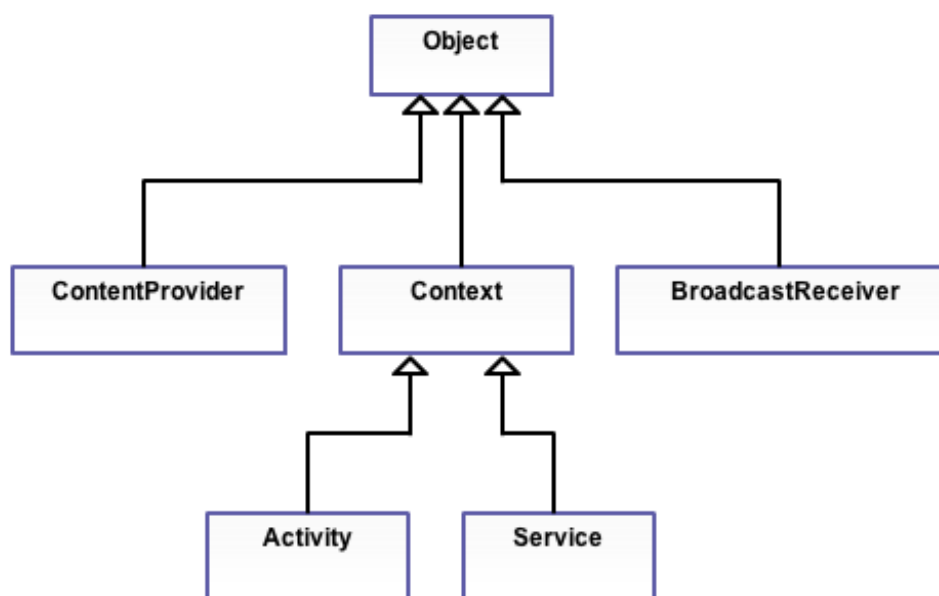 Object
ContentProvider
Context
BroadcastReceiver
Activity
Service